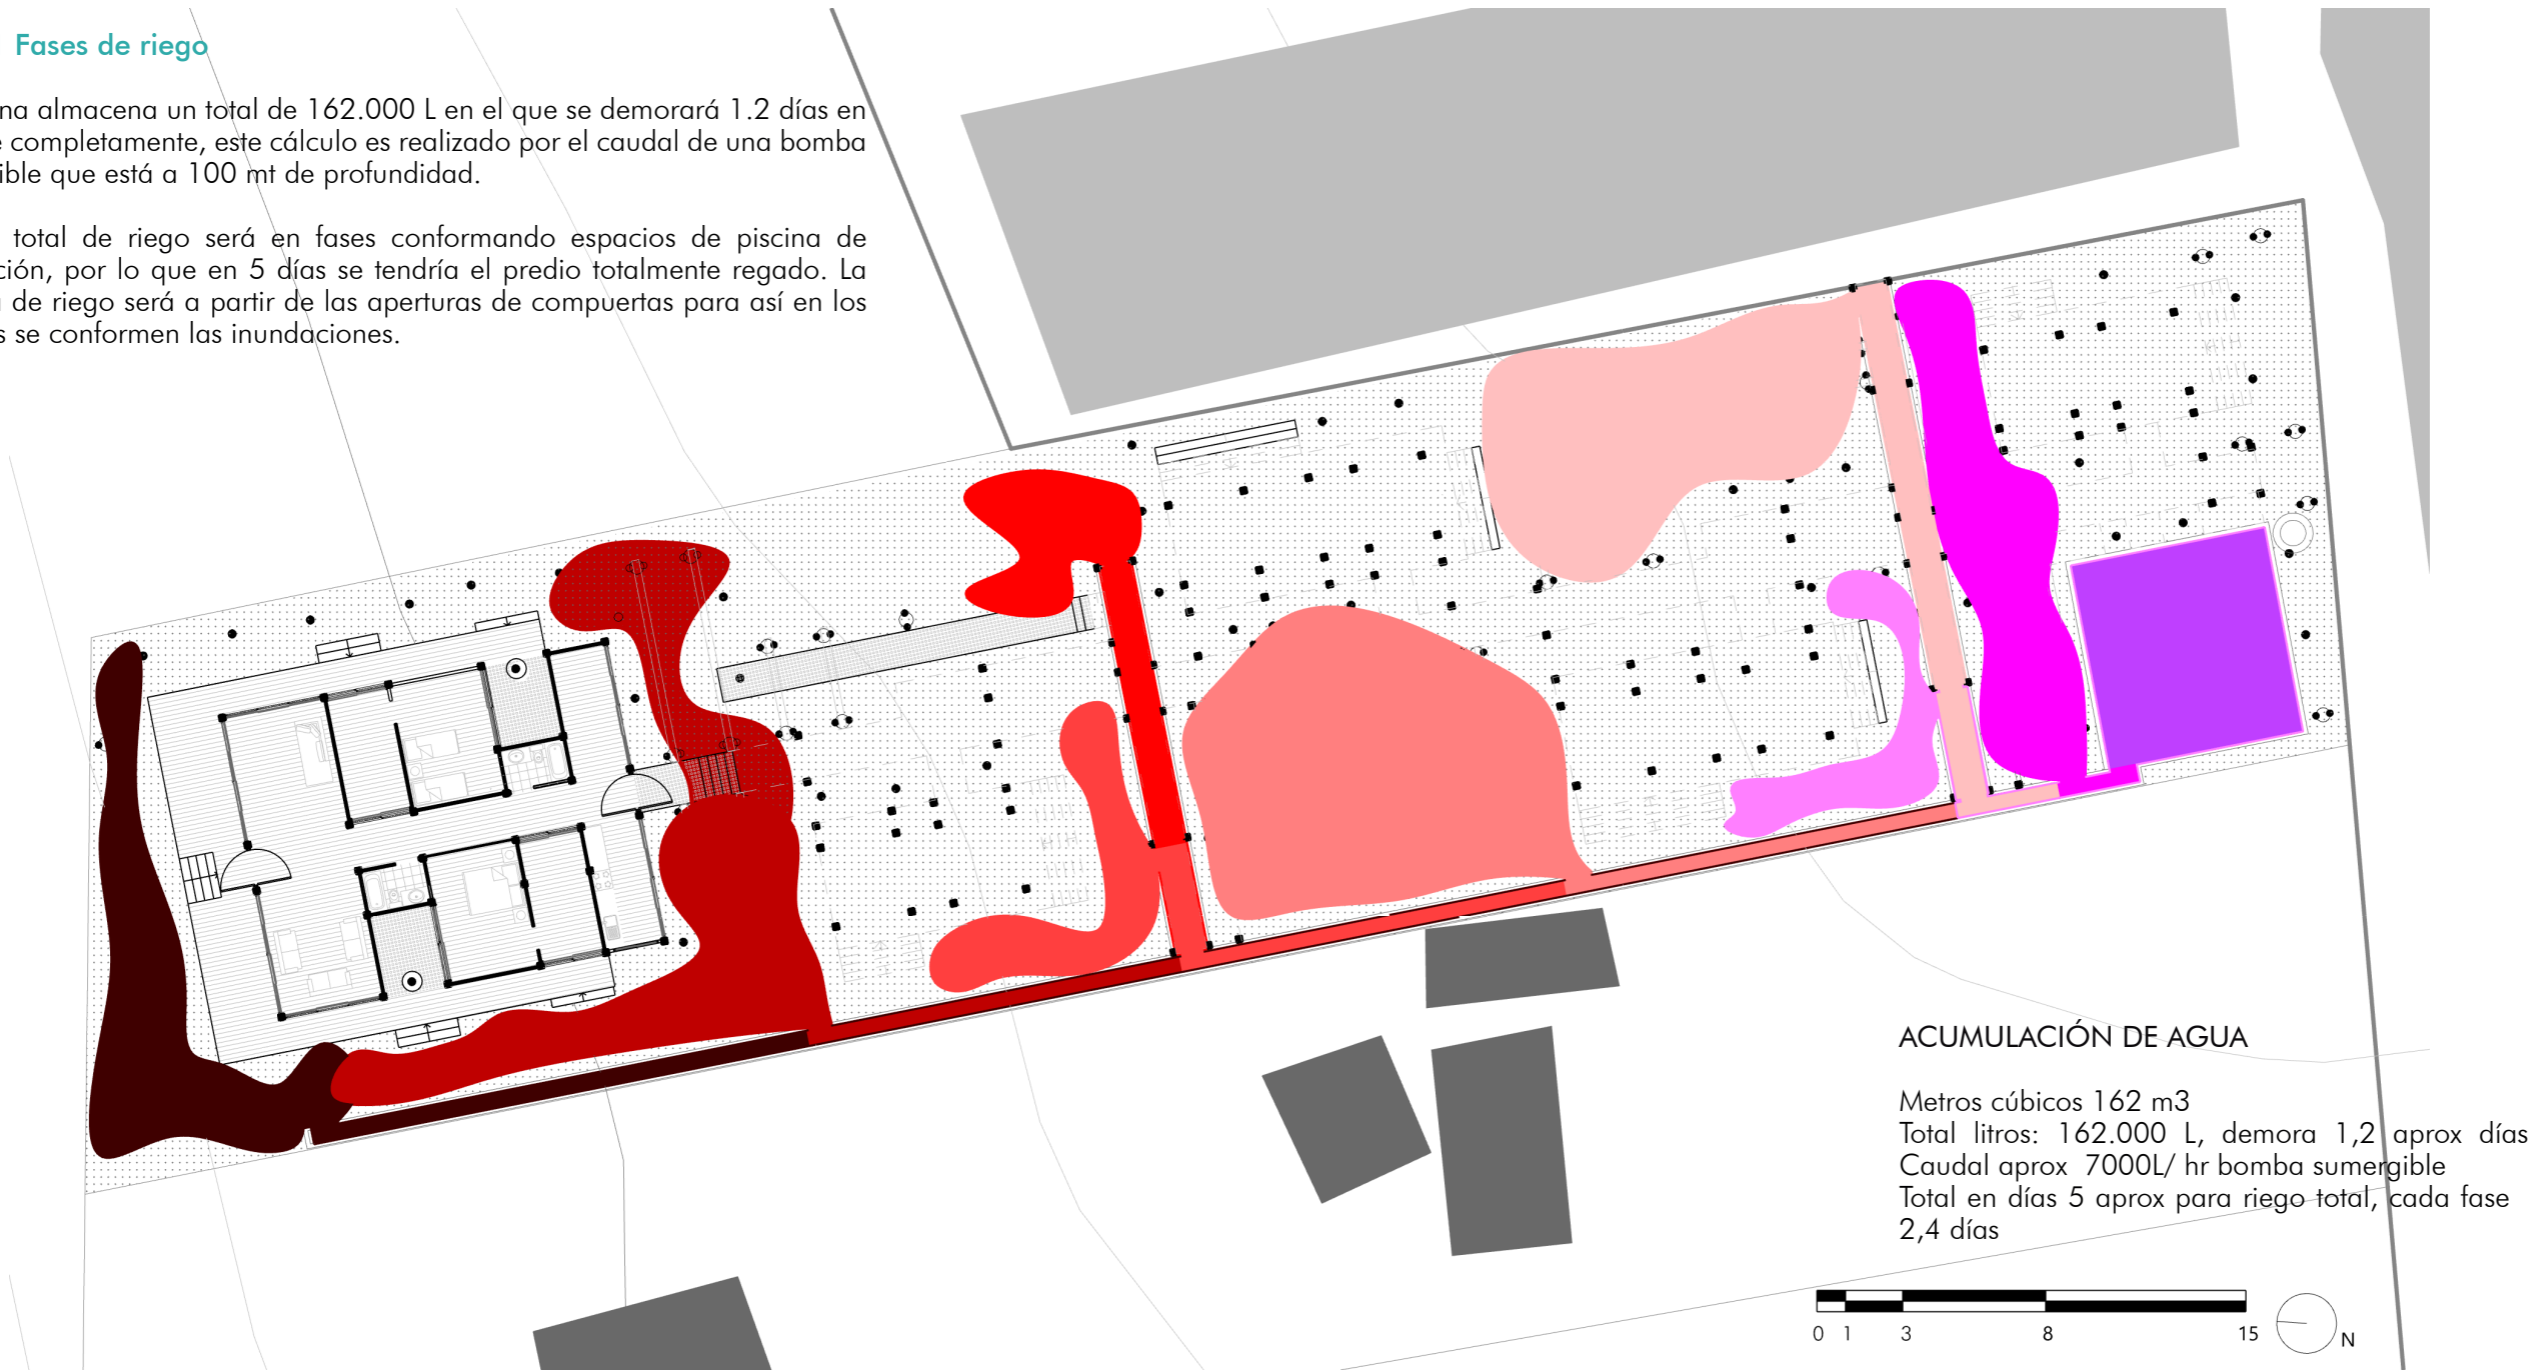 Fases de riego
na almacena un total de 162.000 L en el que se demorará 1.2 días en
e completamente, este cálculo es realizado por el caudal de una bomba
ible que está a 100 mt de profundidad.
total de riego será en fases conformando espacios de piscina de
ción, por lo que en 5 días se tendría el predio totalmente regado. La
de riego será a partir de las aperturas de compuertas para así en los
s se conformen las inundaciones.
ACUMULACIÓN DE AGUA
Metros cúbicos 162 m3
Total litros: 162.000 L, demora 1,2 aprox días
Caudal aprox 7000L/ hr bomba sumergible
Total en días 5 aprox para riego total, cada fase
2,4 días
0 1 3 8 15
N